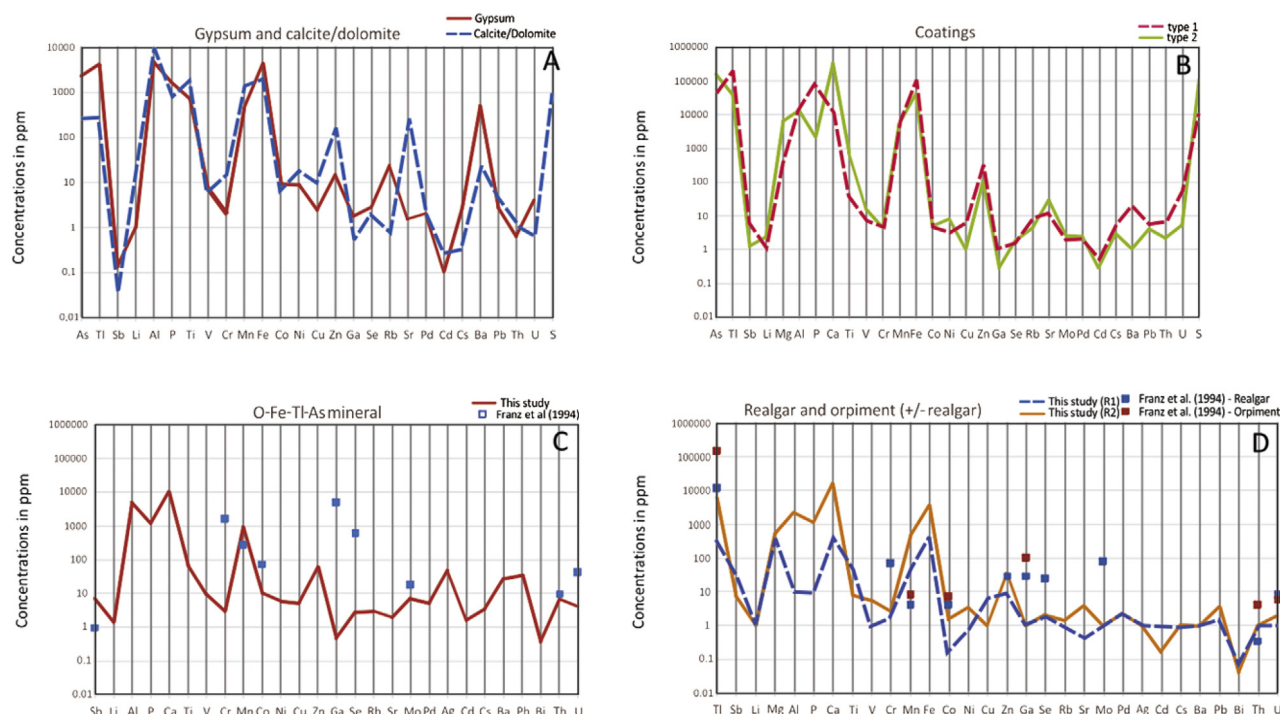 Gypsum
Calcite/Dolomite
Gypsum and calcite/dolomite
A
Concentrations in ppm
10000
1000
100
10
1
0,1
0,01
As Tl Sb Li Al P Ti V Cr Mn Fe Co Ni Cu Zn Ga Se Rb Sr Pd Cd Cs Ba Pb Th U S
type 1
type 2
Coatings
B
Concentrations in ppm
1000000
100000
10000
1000
100
10
1
0.1
0.01
As Tl Sb Li Mg Al P Ca Ti V Cr Mn Fe Co Ni Cu Zn Ga Se Rb Sr Mo Pd Cd Cs Ba Pb Th U S
This study
Franz et al (1994)
O-Fe-Tl-As mineral
C
Concentrations in ppm
1000000
100000
10000
1000
100
10
1
0.1
0.01
Sb Li Al P Ca Ti V Cr Mn Co Ni Cu Zn Ga Se Rb Sr Mo Pd Ag Cd Cs Ba Pb Bi Th U
This study (R1) Franz et al. (1994) - Realgar
This study (R2) Franz et al. (1994) - Orpiment
Realgar and orpiment (+/- realgar)
D
Concentrations in ppm
1000000
100000
10000
1000
100
10
1
0.1
0.01
Tl Sb Li Mg Al P Ca Ti V Cr Mn Fe Co Ni Cu Zn Ga Se Rb Sr Mo Pd Ag Cd Cs Ba Pb Bi Th U